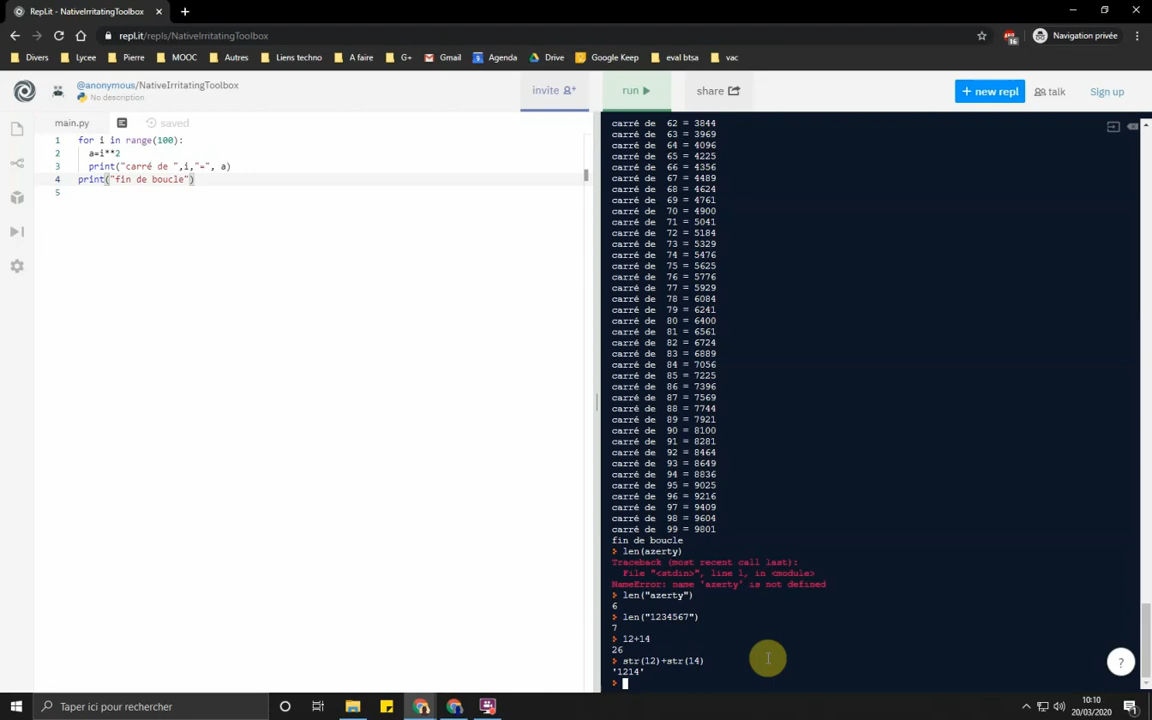 Repl.it - NativeIrritatingToolbox
repl.it/repls/NativeIrritatingToolbox
16
Navigation privée
Divers Lycee Pierre MOOC Autres Liens techno A faire G+ Gmail Agenda Drive Google Keep eval btsa vac
@anonymous/NativeIrritatingToolbox
No description
invite
run
share
+ new repl
talk
Sign up
main.py
saved
1 for i in range(100):
2 a=i**2
3 print("carré de ",i,"=", a)
4 print("fin de boucle")
5
carré de  62 = 3844
carré de  63 = 3969
carré de  64 = 4096
carré de  65 = 4225
carré de  66 = 4356
carré de  67 = 4489
carré de  68 = 4624
carré de  69 = 4761
carré de  70 = 4900
carré de  71 = 5041
carré de  72 = 5184
carré de  73 = 5329
carré de  74 = 5476
carré de  75 = 5625
carré de  76 = 5776
carré de  77 = 5929
carré de  78 = 6084
carré de  79 = 6241
carré de  80 = 6400
carré de  81 = 6561
carré de  82 = 6724
carré de  83 = 6889
carré de  84 = 7056
carré de  85 = 7225
carré de  86 = 7396
carré de  87 = 7569
carré de  88 = 7744
carré de  89 = 7921
carré de  90 = 8100
carré de  91 = 8281
carré de  92 = 8464
carré de  93 = 8649
carré de  94 = 8836
carré de  95 = 9025
carré de  96 = 9216
carré de  97 = 9409
carré de  98 = 9604
carré de  99 = 9801
fin de boucle
len(azerty)
Traceback (most recent call last):
File "<stdin>", line 1, in <module>
NameError: name 'azerty' is not defined
len("azerty")
6
len("1234567")
7
12+14
26
str(12)+str(14)
'1214'
?
Taper ici pour rechercher
10:10
20/03/2020
1